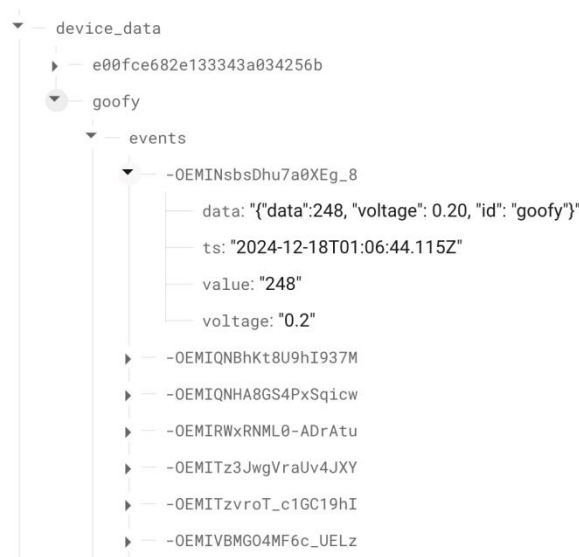 device_data
e00fce682e133343a034256b
goofy
events
-OEMINsbsDhu7a0XEg_8
data: "{"data":248, "voltage": 0.20, "id": "goofy"}"
ts: "2024-12-18T01:06:44.115Z"
value: "248"
voltage: "0.2"
-OEMIQNBhKt8U9hI937M
-OEMIQNHA8GS4PxSqicw
-OEMIRWxRNML0-ADrAtu
-OEMITz3JwgVraUv4JXY
-OEMITzvroT_c1GC19hI
-OEMIVBMGO4MF6c_UELz